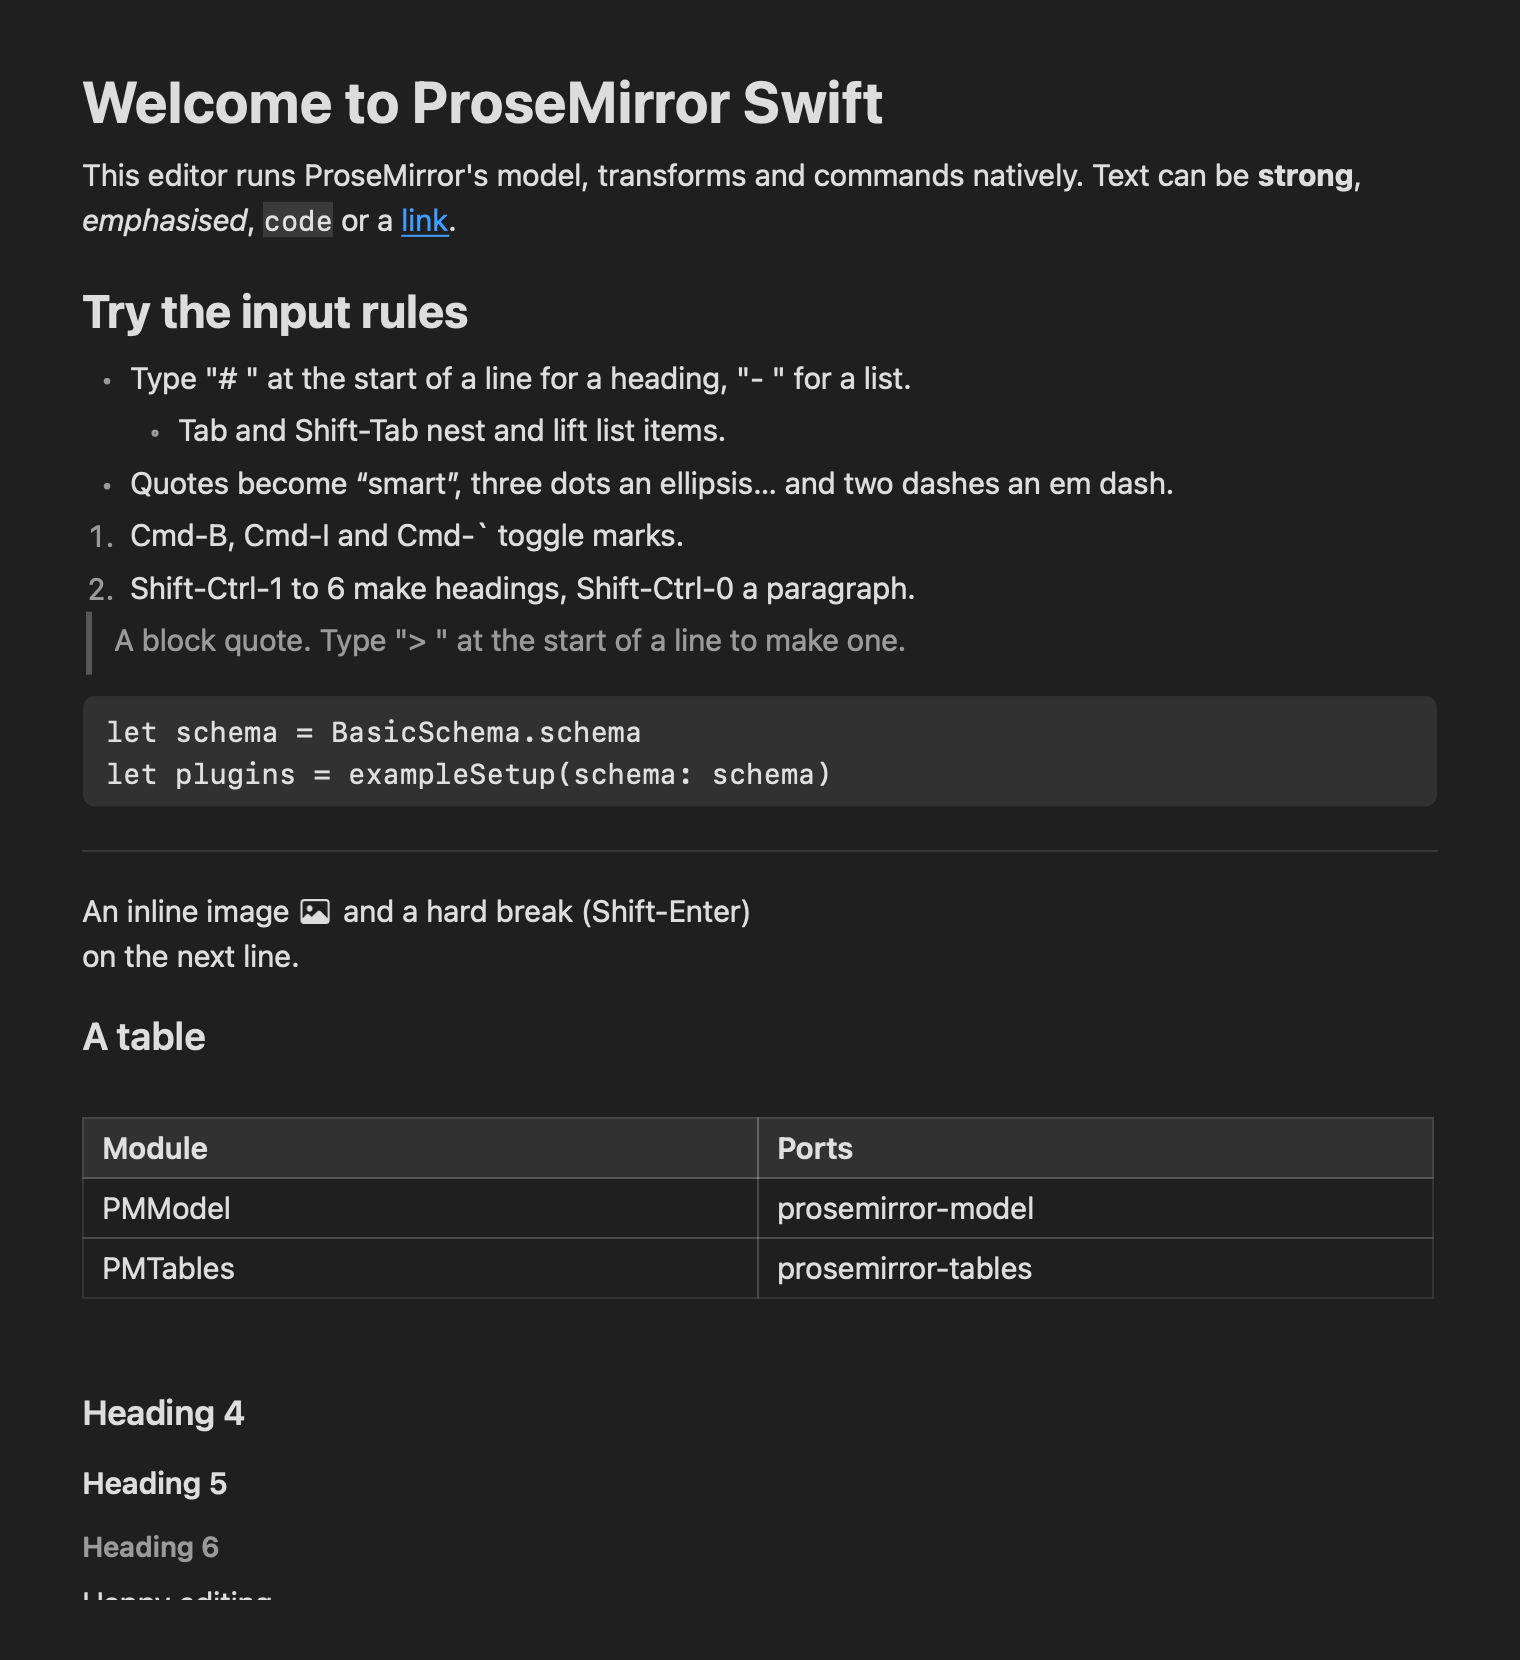 Welcome to ProseMirror Swift
This editor runs ProseMirror's model, transforms and commands natively. Text can be strong,
emphasised, code or a link.
Try the input rules
• Type "# " at the start of a line for a heading, "- " for a list.
• Tab and Shift-Tab nest and lift list items.
• Quotes become “smart”, three dots an ellipsis… and two dashes an em dash.
1. Cmd-B, Cmd-I and Cmd-` toggle marks.
2. Shift-Ctrl-1 to 6 make headings, Shift-Ctrl-0 a paragraph.
A block quote. Type "> " at the start of a line to make one.
let schema = BasicSchema.schema
let plugins = exampleSetup(schema: schema)
An inline image and a hard break (Shift-Enter)
on the next line.
A table
Module Ports
PMModel prosemirror-model
PMTables prosemirror-tables
Heading 4
Heading 5
Heading 6
Happy editing